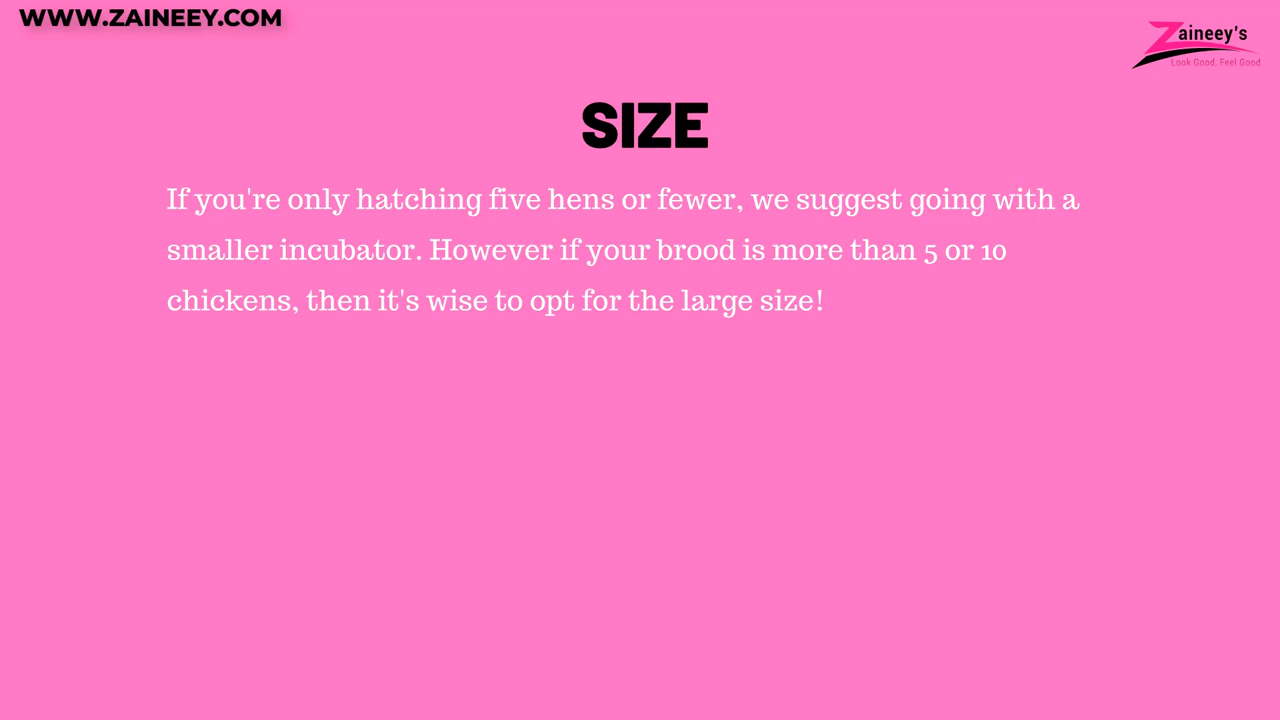 WWW.ZAINEEY.COM
Zaineey's
Look Good, Feel Good
SIZE
If you're only hatching five hens or fewer, we suggest going with a
smaller incubator. However if your brood is more than 5 or 10
chickens, then it's wise to opt for the large size!